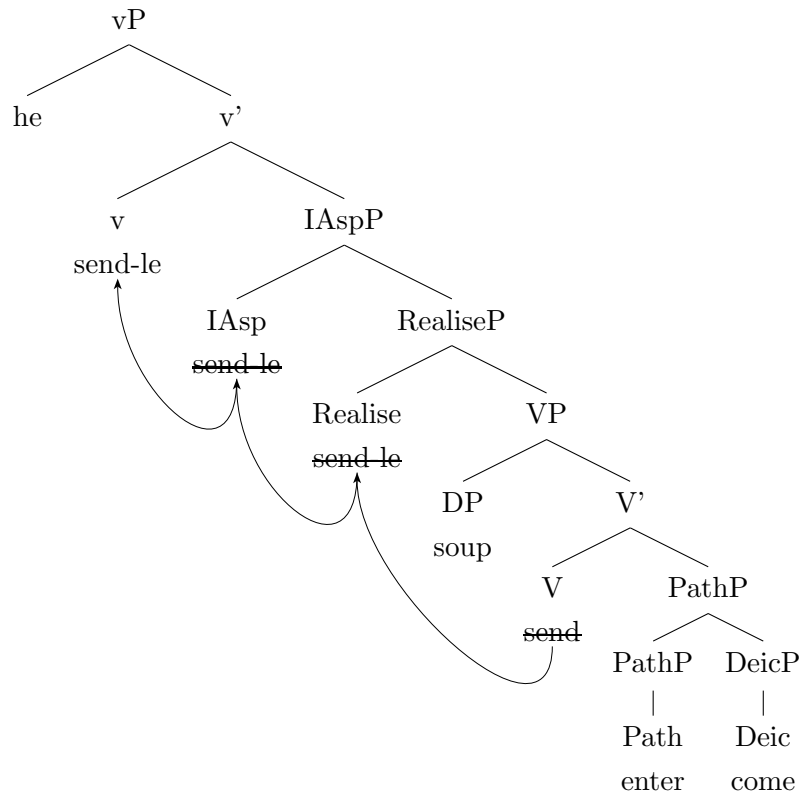 vP
he v'
v IAspP
send-le
IAsp RealiseP
send-le
Realise VP
send-le
DP V'
soup
V PathP
send
PathP DeicP
Path Deic
enter come